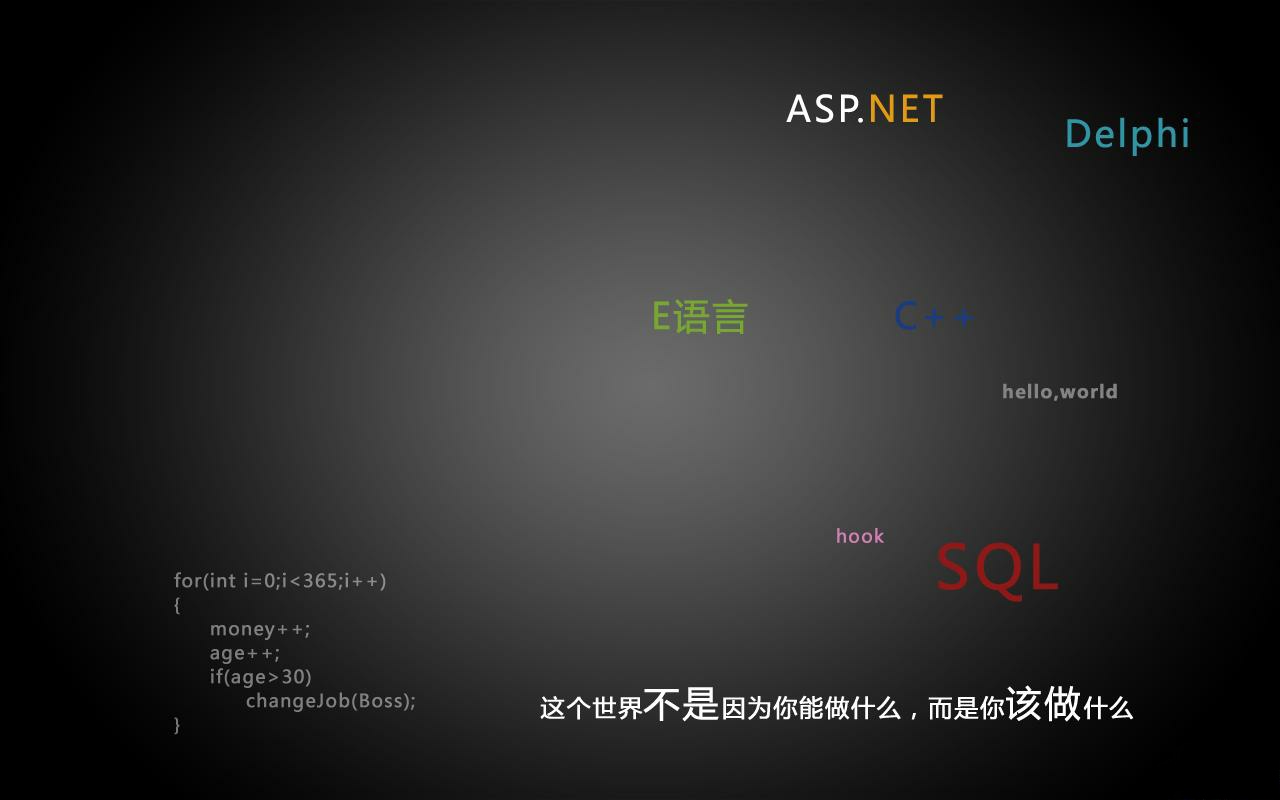 ASP.NET
Delphi
E语言
C++
hello,world
hook
SQL
for(int i=0;i<365;i++)
{
money++;
age++;
if(age>30)
changeJob(Boss);
}
这个世界不是因为你能做什么，而是你该做什么